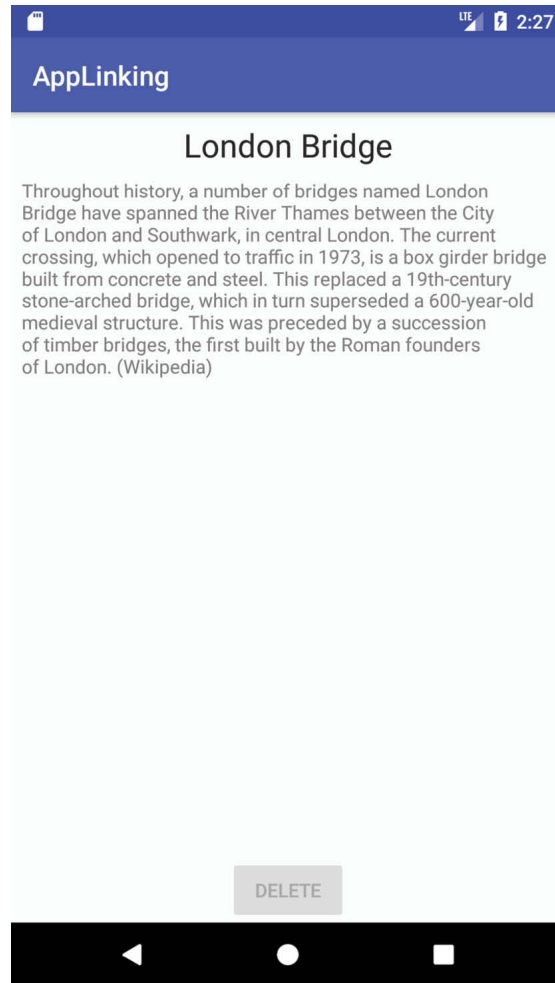 LTE 2:27
AppLinking
London Bridge
Throughout history, a number of bridges named London
Bridge have spanned the River Thames between the City
of London and Southwark, in central London. The current
crossing, which opened to traffic in 1973, is a box girder bridge
built from concrete and steel. This replaced a 19th-century
stone-arched bridge, which in turn superseded a 600-year-old
medieval structure. This was preceded by a succession
of timber bridges, the first built by the Roman founders
of London. (Wikipedia)
DELETE